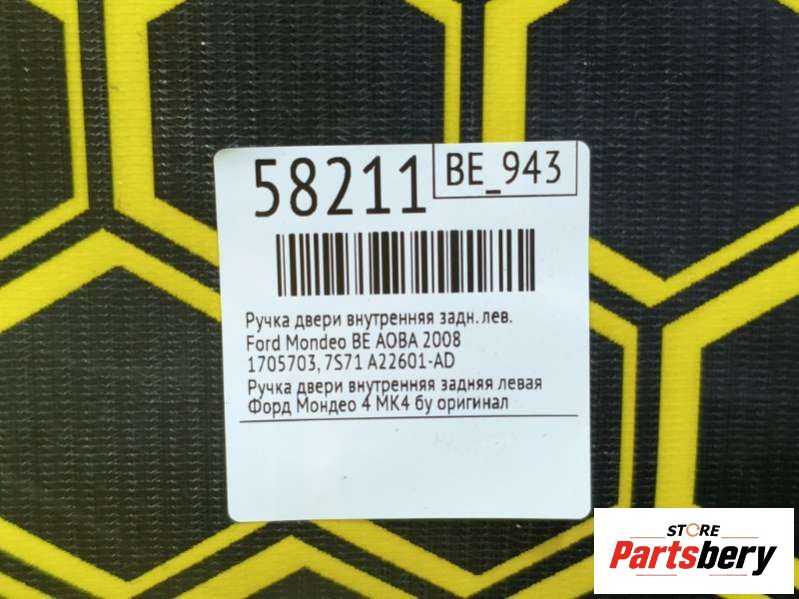 58211
BE_943
Ручка двери внутренняя задн. лев.
Ford Mondeo BE AOBA 2008
1705703, 7S71 A22601-AD
Ручка двери внутренняя задняя левая
Форд Мондео 4 МК4 бу оригинал
STORE
Partsbery